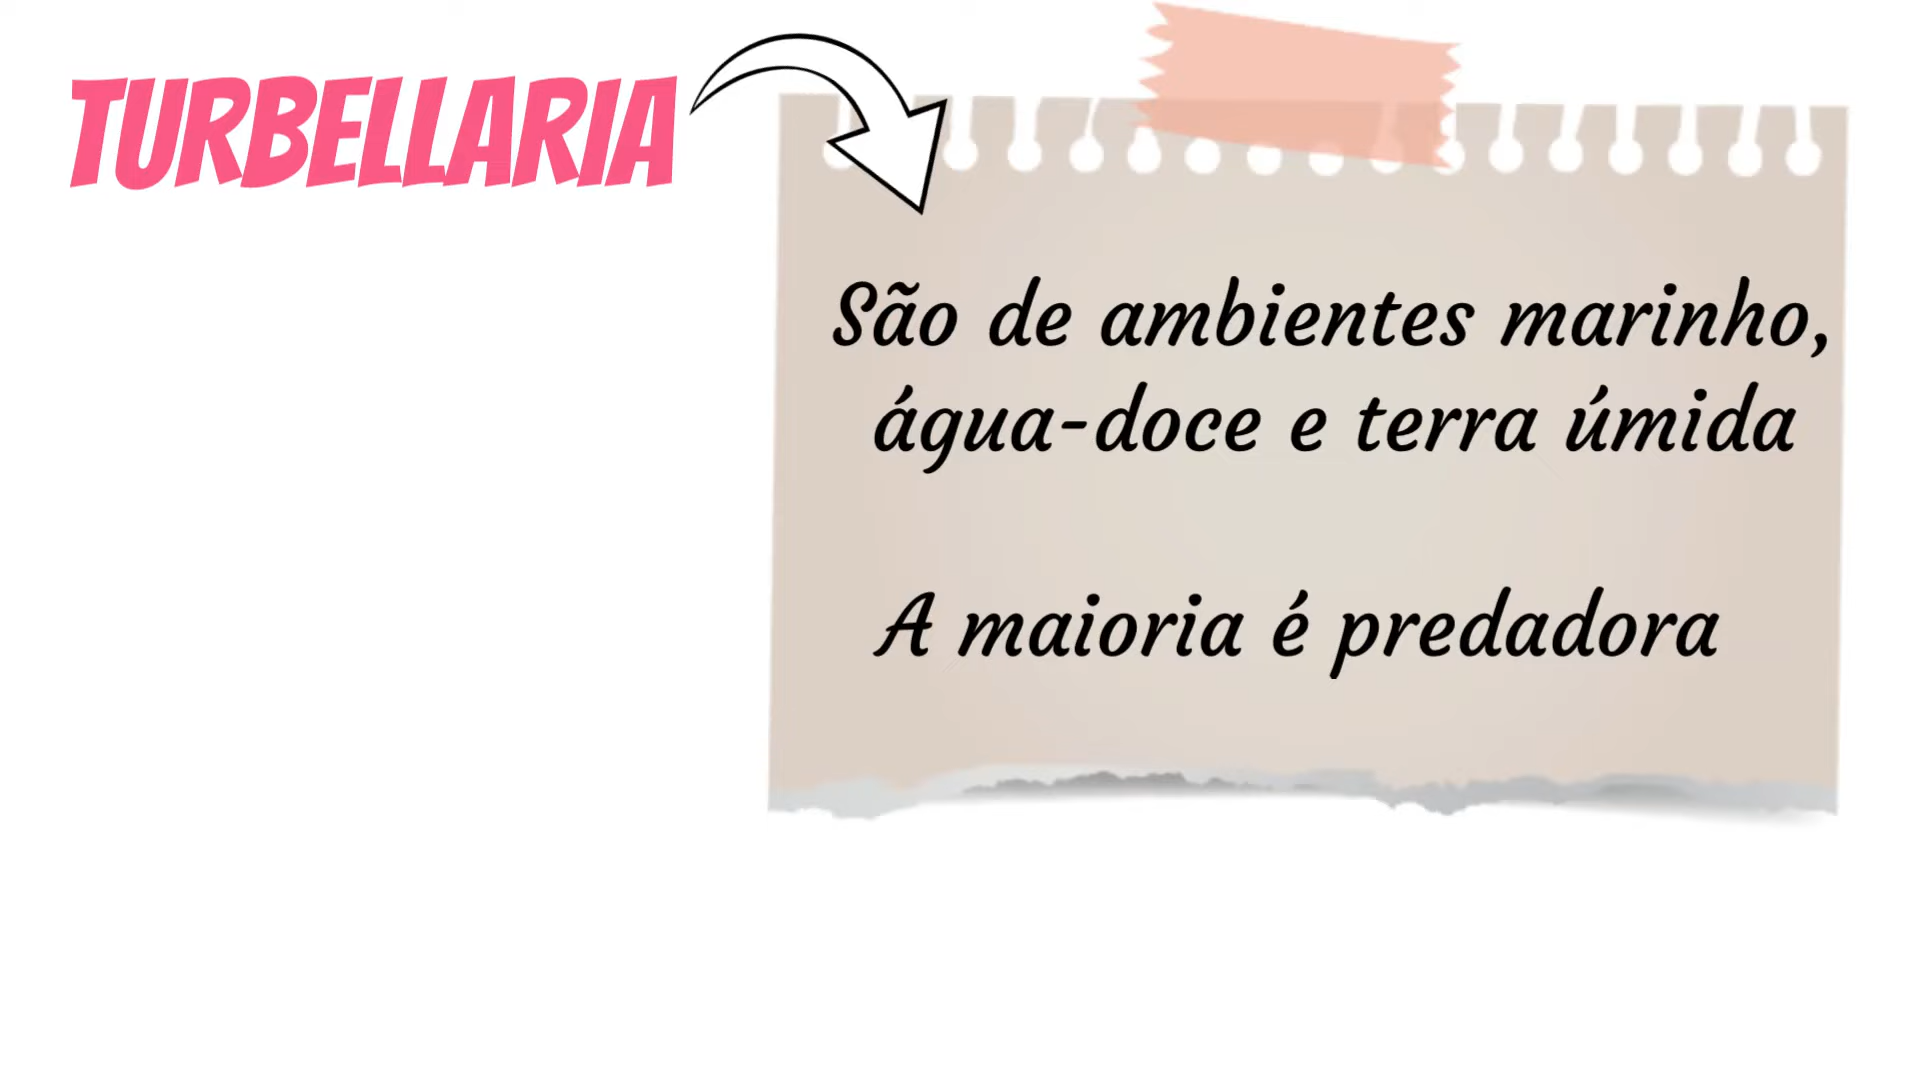 TURBELLARIA
São de ambientes marinho,
água-doce e terra úmida
A maioria é predadora